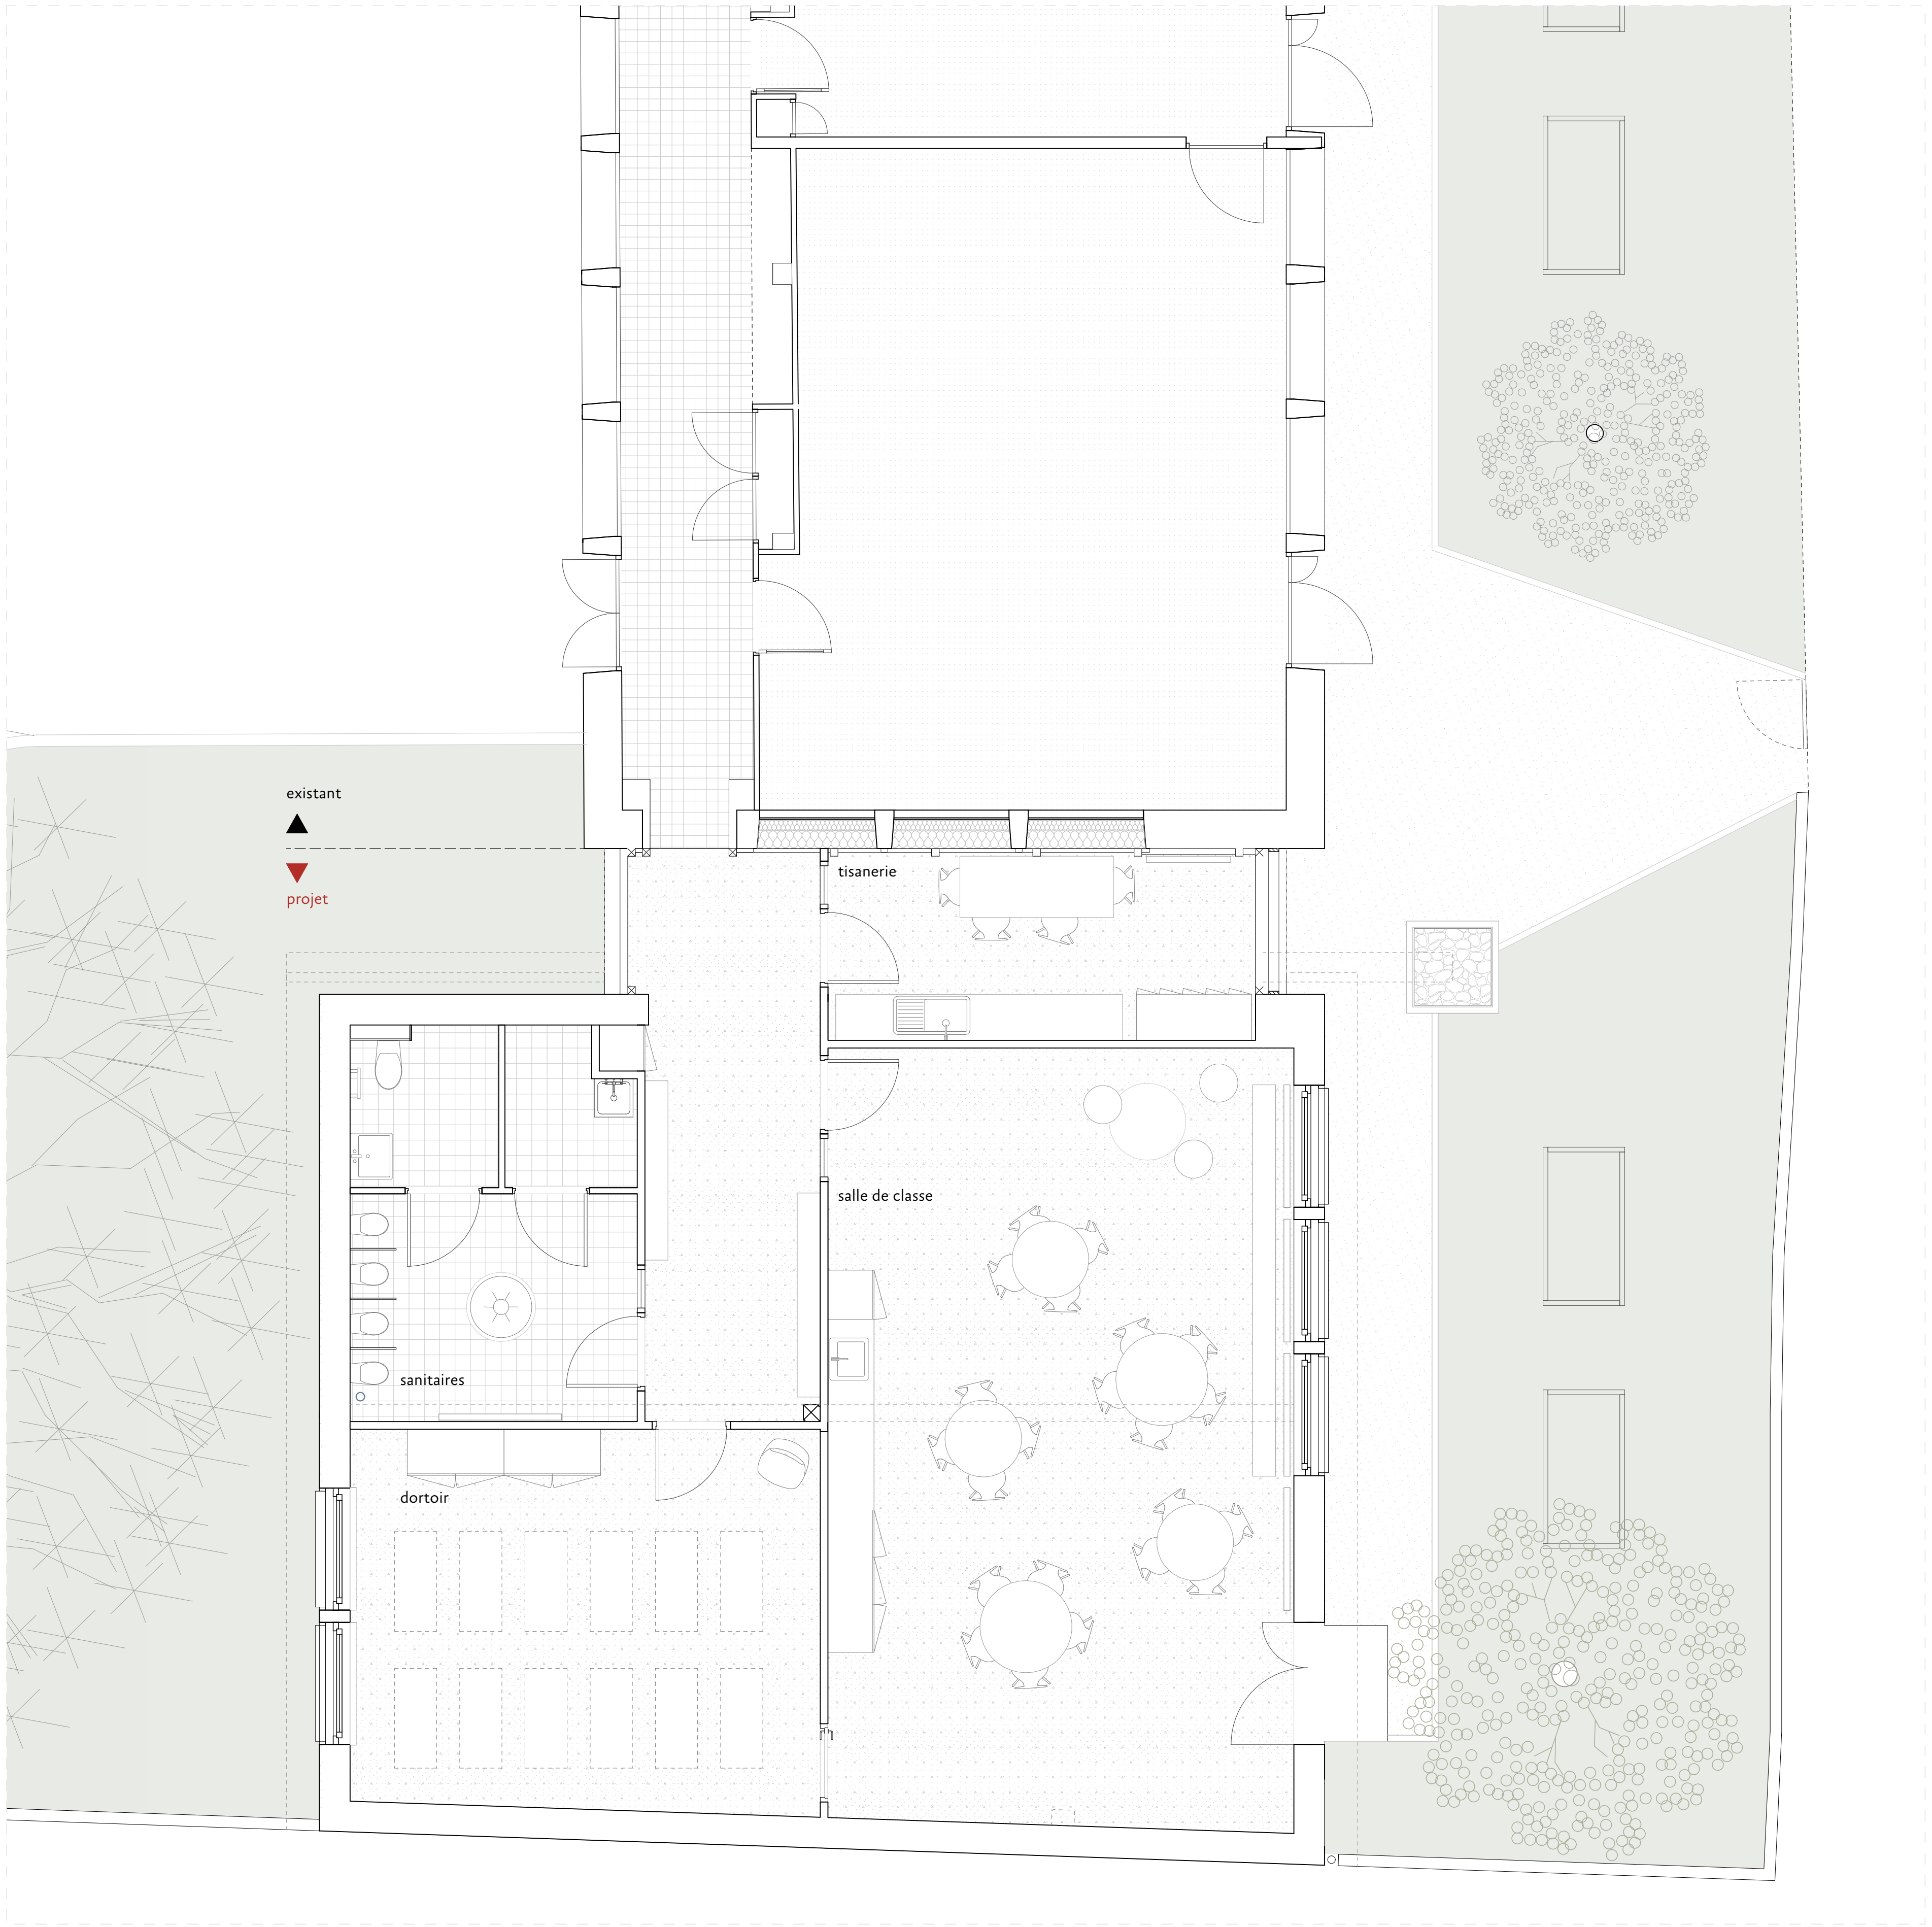 existant
projet
tisanerie
salle de classe
sanitaires
dortoir